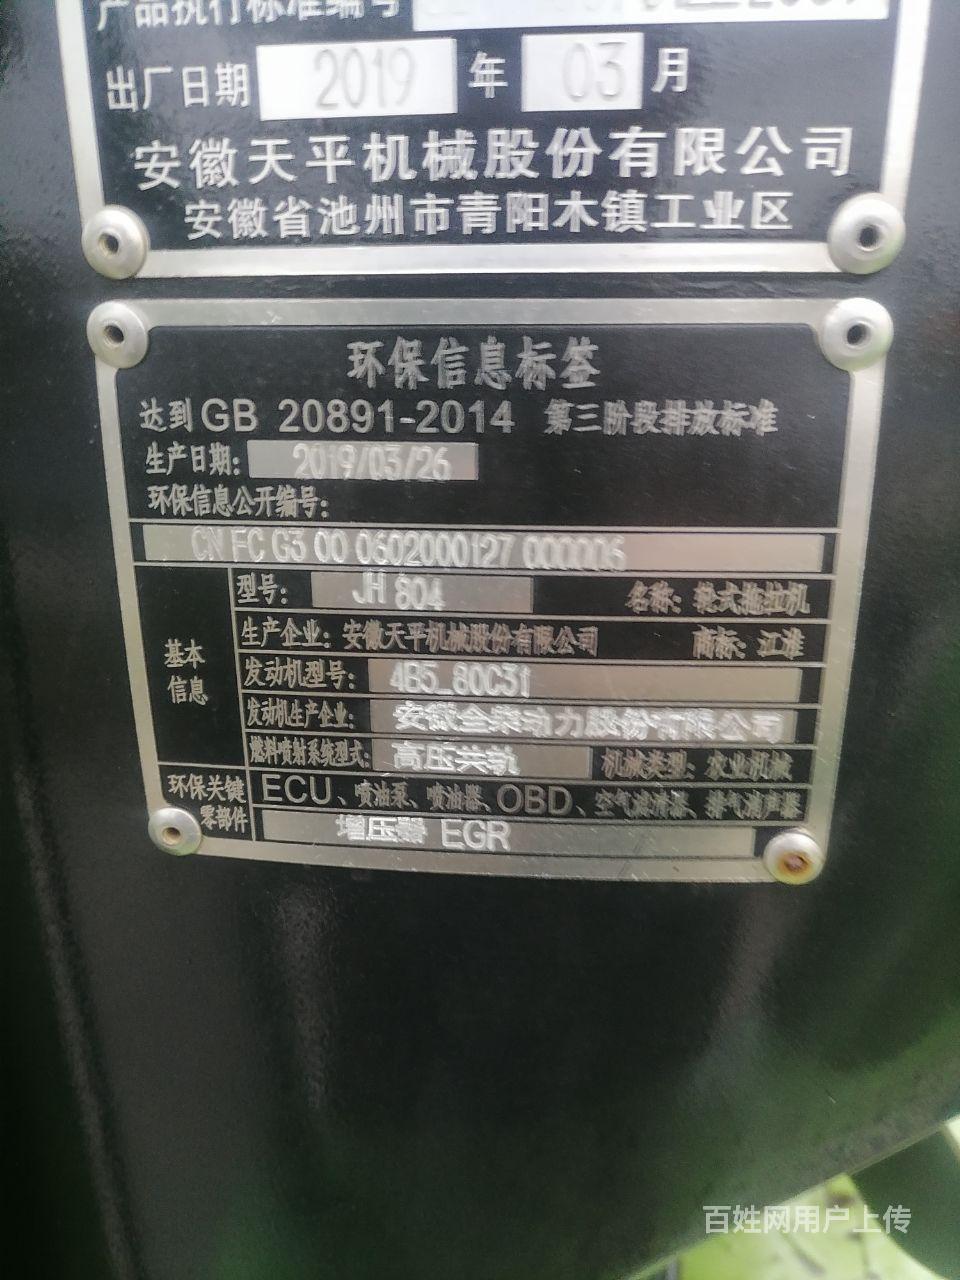 产品执行标准编号
出厂日期 2019 年 03 月
安徽天平机械股份有限公司
安徽省池州市青阳木镇工业区
环保信息标签
达到GB 20891-2014 第三阶段排放标准
生产日期: 2019/03/26
环保信息公开编号:
CN FC G3 00 0602000127 000006
基本信息
型号: JH 804 名称: 轮式拖拉机
生产企业: 安徽天平机械股份有限公司 商标: 江淮
发动机型号: 4B5_80C31
发动机生产企业: 安徽全柴动力股份有限公司
燃料喷射系统型式: 高压共轨 机械类型: 农业机械
环保关键零部件
ECU、喷油泵、喷油器、OBD、空气滤清器、排气消声器
增压器 EGR
百姓网用户上传